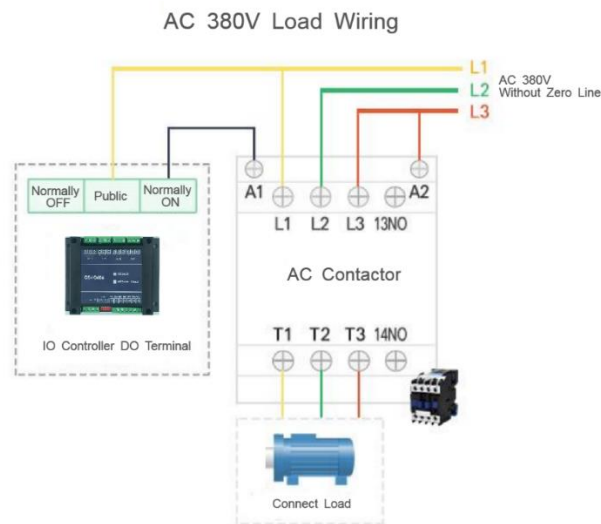 AC 380V Load Wiring
L1
L2
AC 380V
Without Zero Line
L3
Normally
OFF
Public
Normally
ON
A1
A2
L1
L2
L3
13NO
AC Contactor
IO Controller DO Terminal
T1
T2
T3
14NO
Connect Load